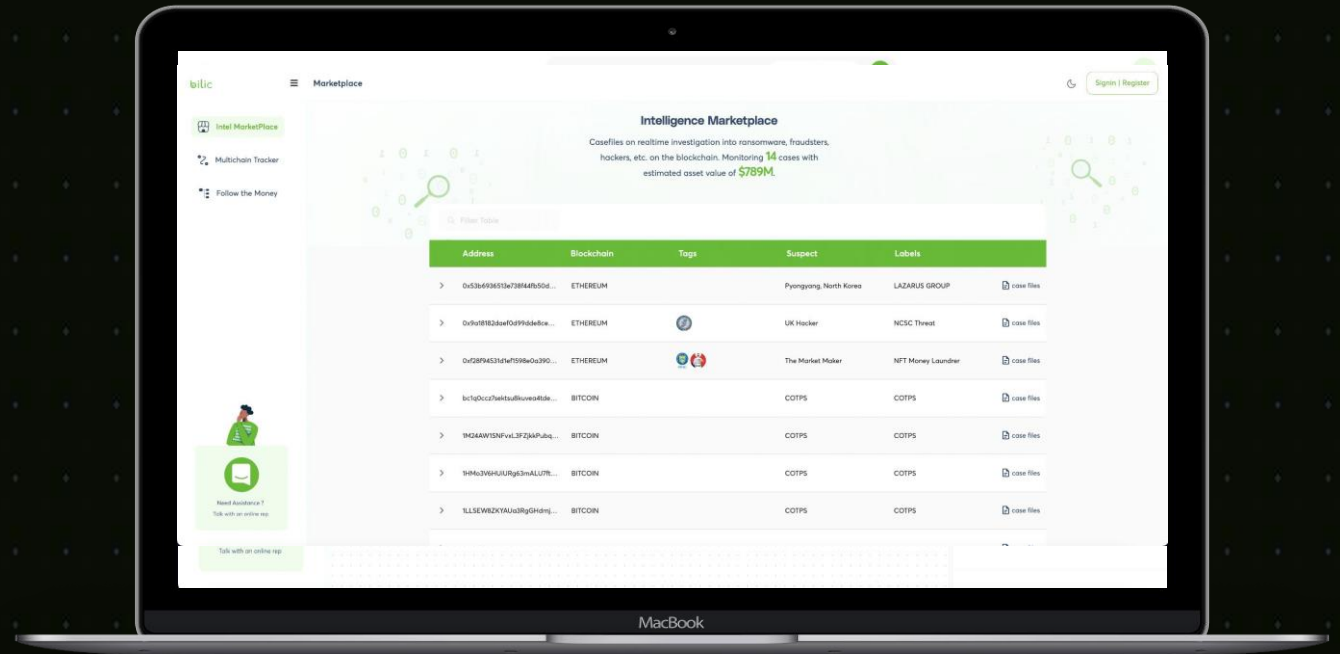 bilic
Marketplace
Signin | Register
Intel MarketPlace
Multichain Tracker
Follow the Money
Intelligence Marketplace
Casefiles on realtime investigation into ransomware, fraudsters,
hackers, etc. on the blockchain. Monitoring 14 cases with
estimated asset value of $789M.
Filter Table
Address Blockchain Tags Suspect Labels
ETHEREUM Pyongyang, North Korea LAZARUS GROUP case files
ETHEREUM UK Hacker NCSC Threat case files
ETHEREUM The Market Maker NFT Money Laundrer case files
BITCOIN COTPS COTPS case files
BITCOIN COTPS COTPS case files
BITCOIN COTPS COTPS case files
BITCOIN COTPS COTPS case files
Need Assistance ?
Talk with an online rep
Talk with an online rep
MacBook